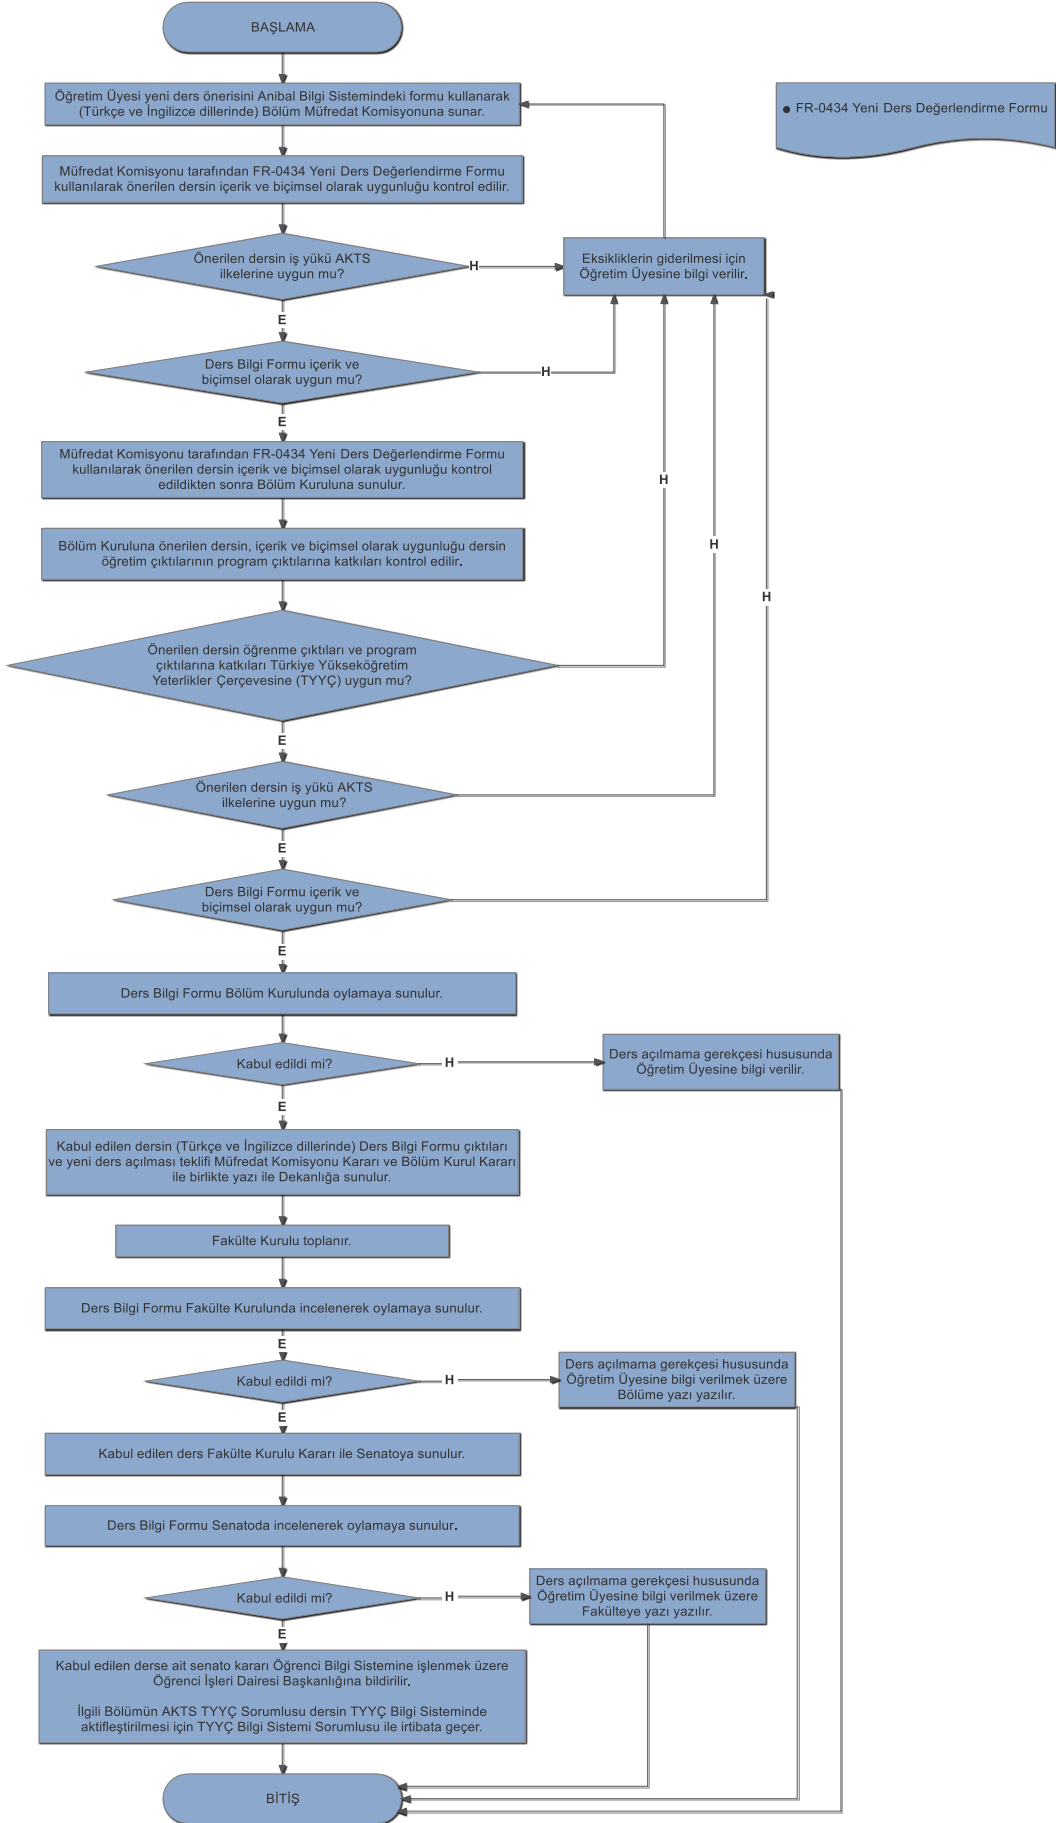 BAŞLAMA
Öğretim Üyesi yeni ders önerisini Anibal Bilgi Sistemindeki formu kullanarak
(Türkçe ve İngilizce dillerinde) Bölüm Müfredat Komisyonuna sunar.
FR-0434 Yeni Ders Değerlendirme Formu
Müfredat Komisyonu tarafından FR-0434 Yeni Ders Değerlendirme Formu
kullanılarak önerilen dersin içerik ve biçimsel olarak uygunluğu kontrol edilir.
Önerilen dersin iş yükü AKTS
ilkelerine uygun mu?
H
Eksikliklerin giderilmesi için
Öğretim Üyesine bilgi verilir.
E
Ders Bilgi Formu içerik ve
biçimsel olarak uygun mu?
H
E
Müfredat Komisyonu tarafından FR-0434 Yeni Ders Değerlendirme Formu
kullanılarak önerilen dersin içerik ve biçimsel olarak uygunluğu kontrol
edildikten sonra Bölüm Kuruluna sunulur.
H
Bölüm Kuruluna önerilen dersin, içerik ve biçimsel olarak uygunluğu dersin
öğretim çıktılarının program çıktılarına katkıları kontrol edilir.
H
H
Önerilen dersin öğrenme çıktıları ve program
çıktılarına katkıları Türkiye Yükseköğretim
Yeterlikler Çerçevesine (TYYÇ) uygun mu?
E
Önerilen dersin iş yükü AKTS
ilkelerine uygun mu?
E
Ders Bilgi Formu içerik ve
biçimsel olarak uygun mu?
E
Ders Bilgi Formu Bölüm Kurulunda oylamaya sunulur.
Kabul edildi mi?
H
Ders açılmama gerekçesi hususunda
Öğretim Üyesine bilgi verilir.
E
Kabul edilen dersin (Türkçe ve İngilizce dillerinde) Ders Bilgi Formu çıktıları
ve yeni ders açılması teklifi Müfredat Komisyonu Kararı ve Bölüm Kurul Kararı
ile birlikte yazı ile Dekanlığa sunulur.
Fakülte Kurulu toplanır.
Ders Bilgi Formu Fakülte Kurulunda incelenerek oylamaya sunulur.
E
Kabul edildi mi?
H
Ders açılmama gerekçesi hususunda
Öğretim Üyesine bilgi verilmek üzere
Bölüme yazı yazılır.
E
Kabul edilen ders Fakülte Kurulu Kararı ile Senatoya sunulur.
Ders Bilgi Formu Senatoda incelenerek oylamaya sunulur.
Kabul edildi mi?
H
Ders açılmama gerekçesi hususunda
Öğretim Üyesine bilgi verilmek üzere
Fakülteye yazı yazılır.
E
Kabul edilen derse ait senato kararı Öğrenci Bilgi Sistemine işlenmek üzere
Öğrenci İşleri Dairesi Başkanlığına bildirilir.
İlgili Bölümün AKTS TYYÇ Sorumlusu dersin TYYÇ Bilgi Sisteminde
aktifleştirilmesi için TYYÇ Bilgi Sistemi Sorumlusu ile irtibata geçer.
BİTİŞ